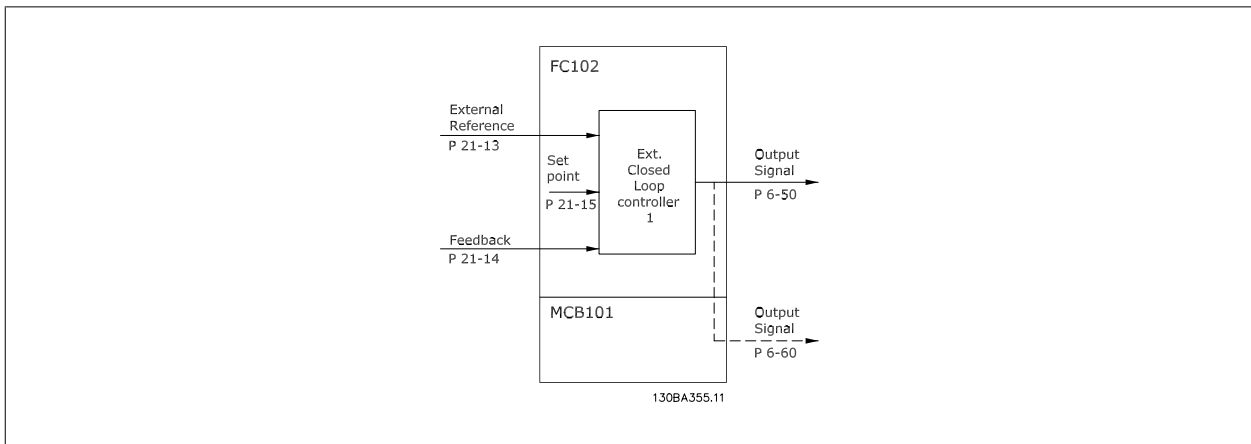 FC102
External
Reference
P 21-13
Set
point
P 21-15
Feedback
P 21-14
Ext.
Closed
Loop
controller
1
Output
Signal
P 6-50
MCB101
Output
Signal
P 6-60
130BA355.11